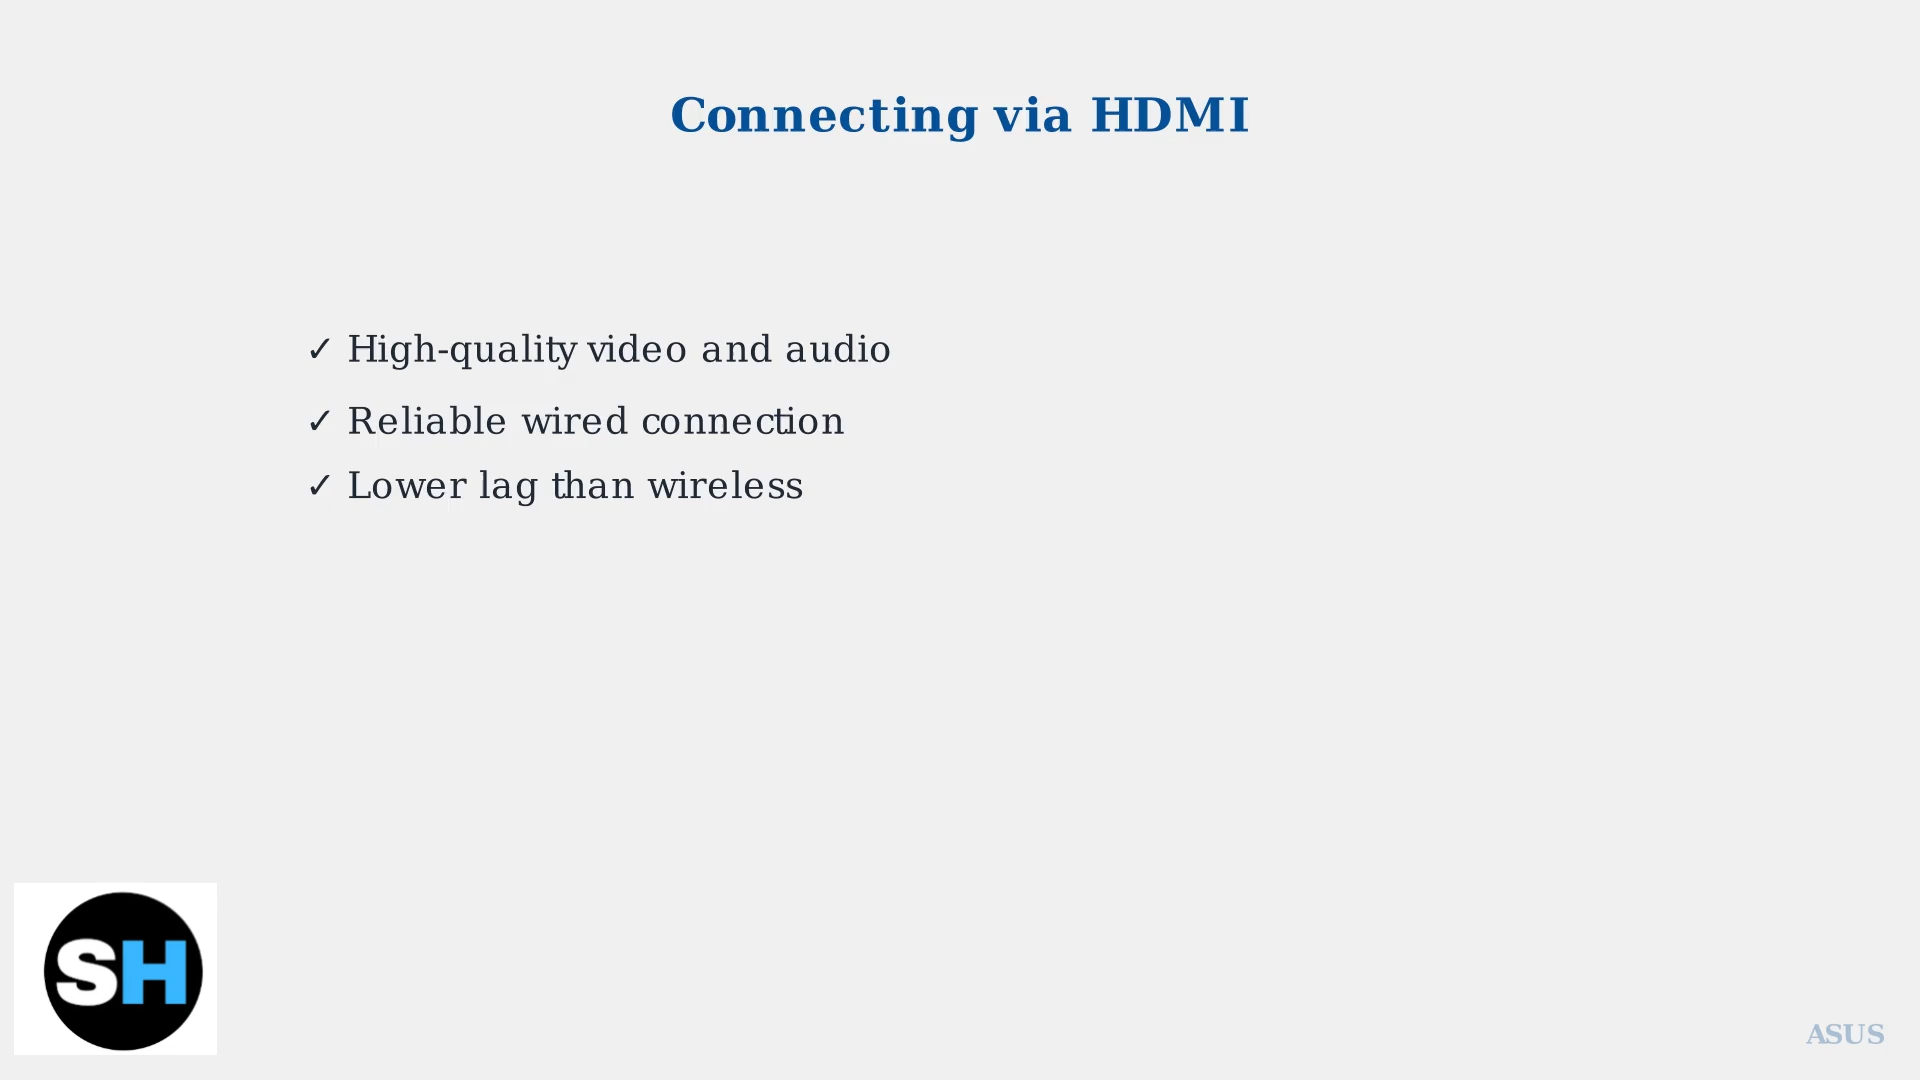 Connecting via HDMI
✓ High-quality video and audio
✓ Reliable wired connection
✓ Lower lag than wireless
SH
ASUS